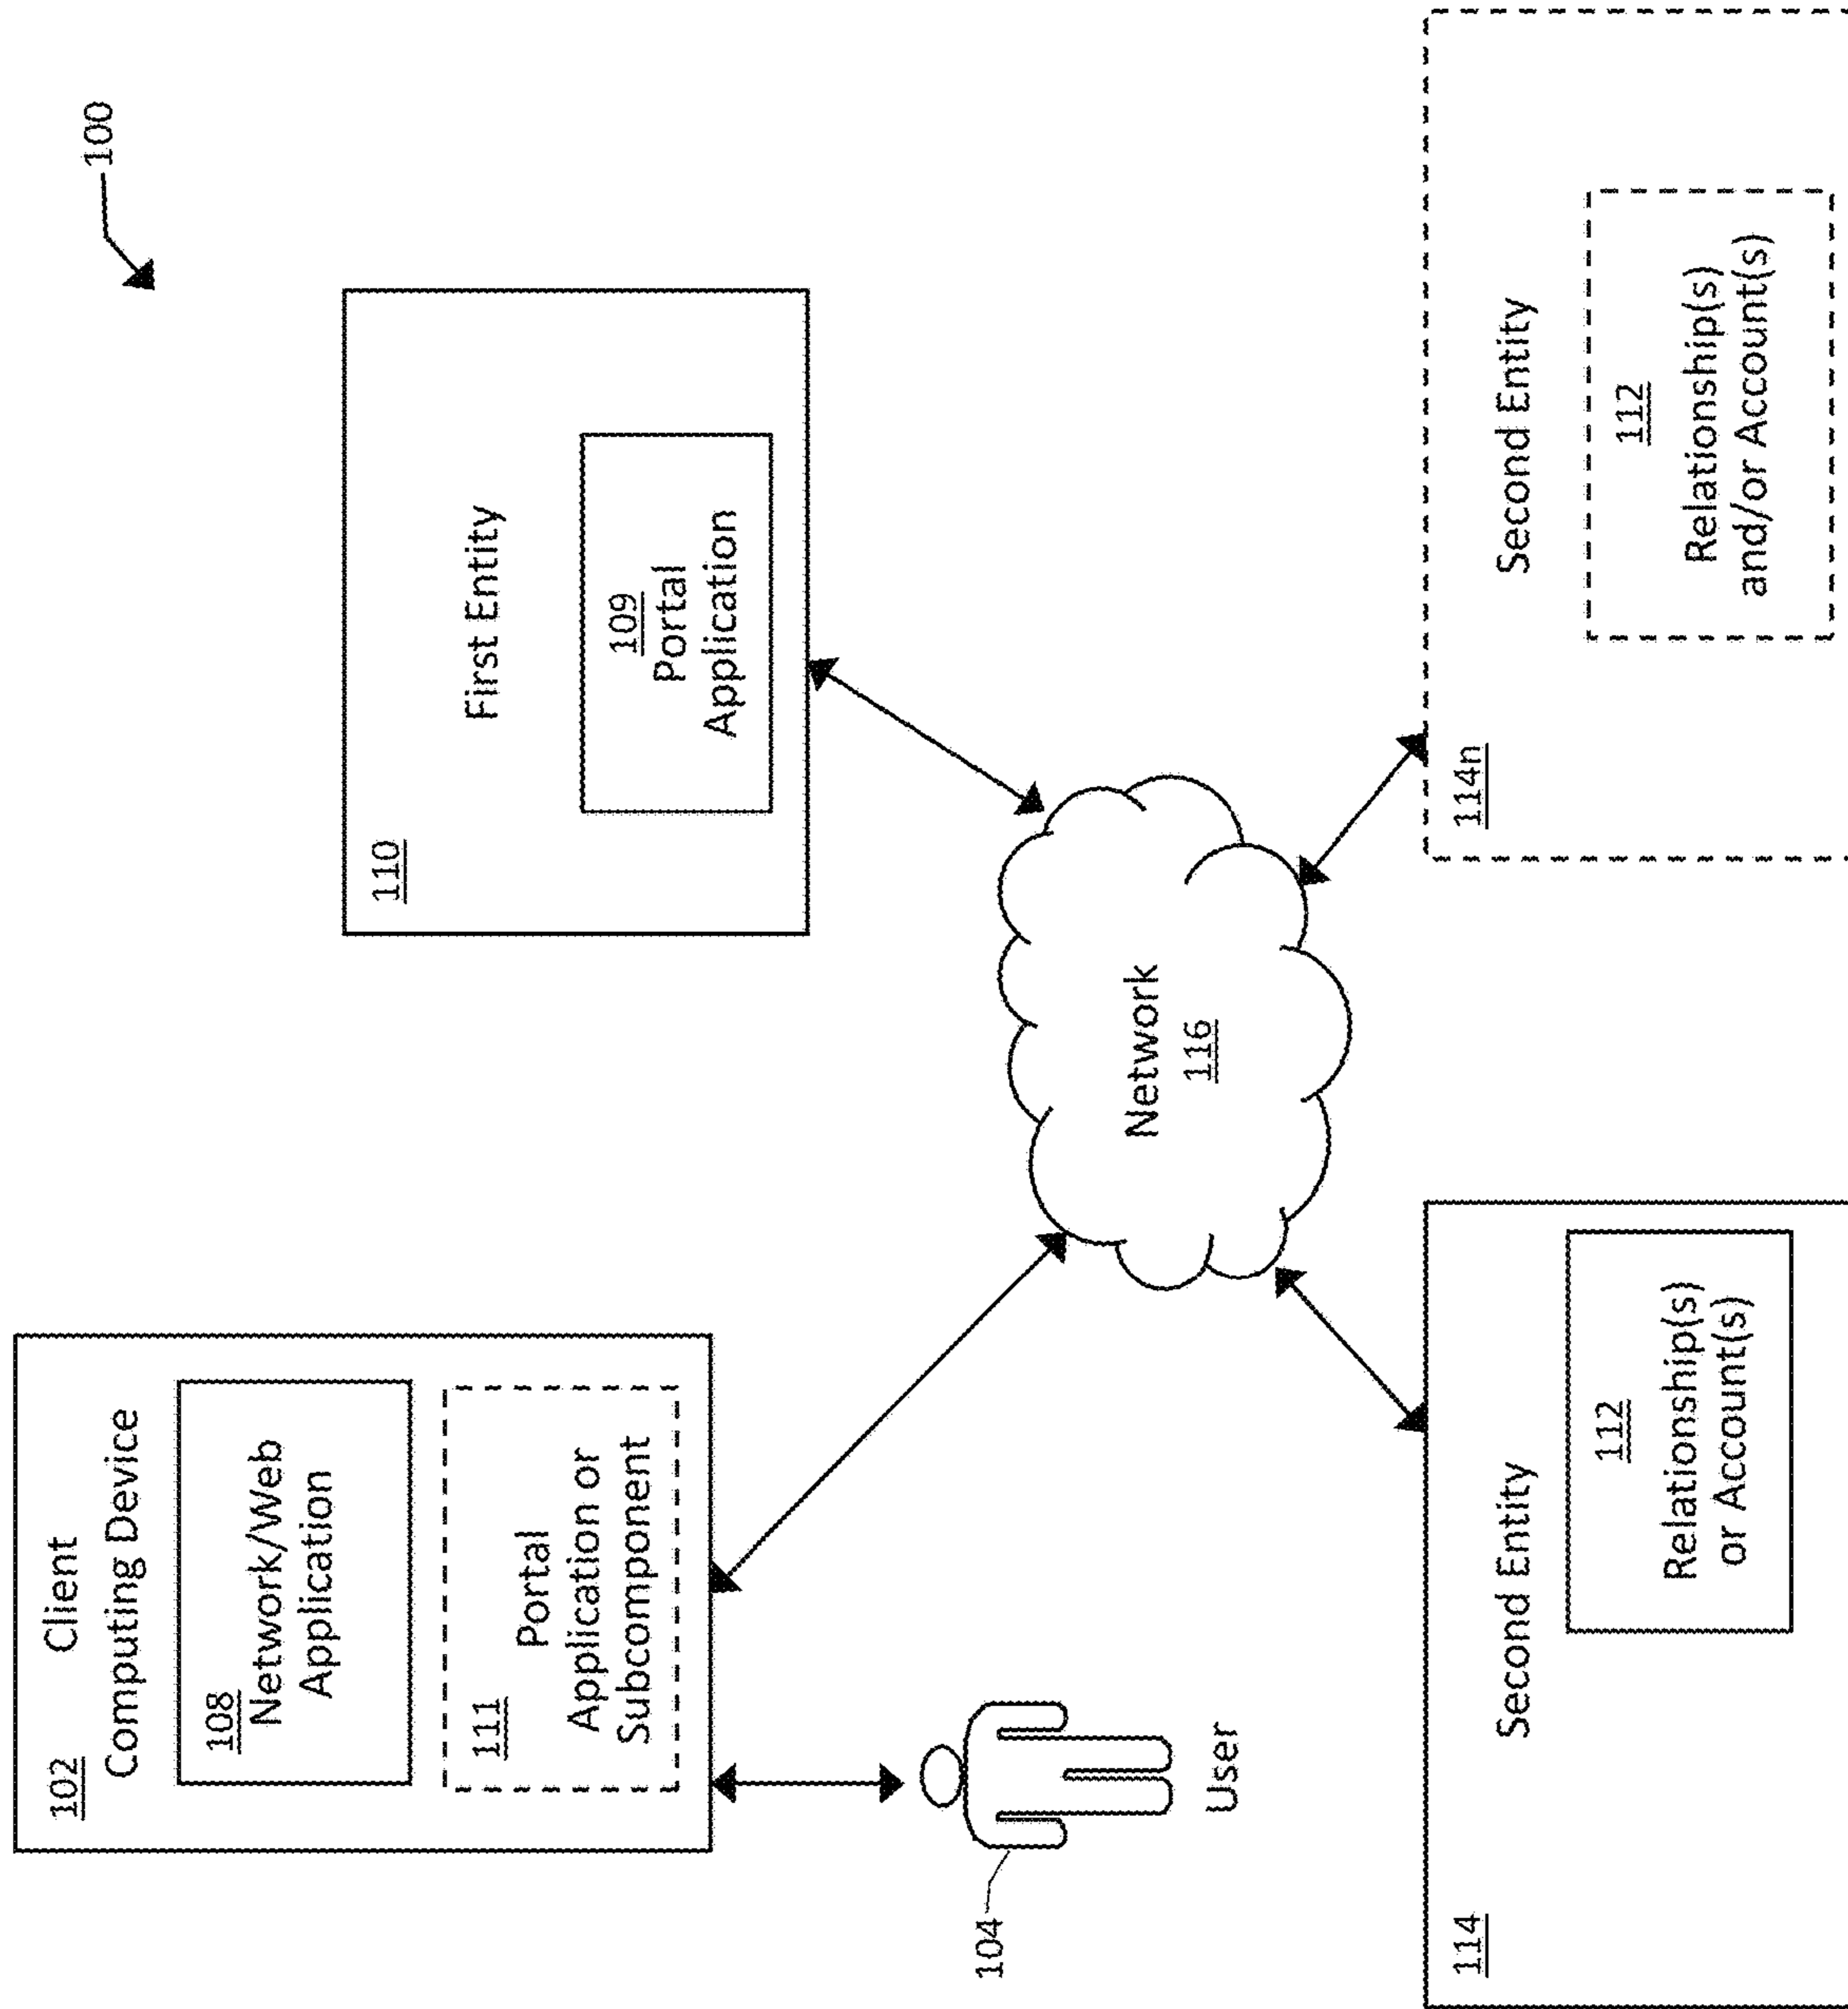 100
102
Client
Computing Device
108
Network/Web
Application
111
Portal
Application or
Subcomponent
104
User
110
First Entity
109
Portal
Application
Network
116
114
Second Entity
112
Relationship(s)
or Account(s)
114n
Second Entity
112
Relationship(s)
and/or Account(s)